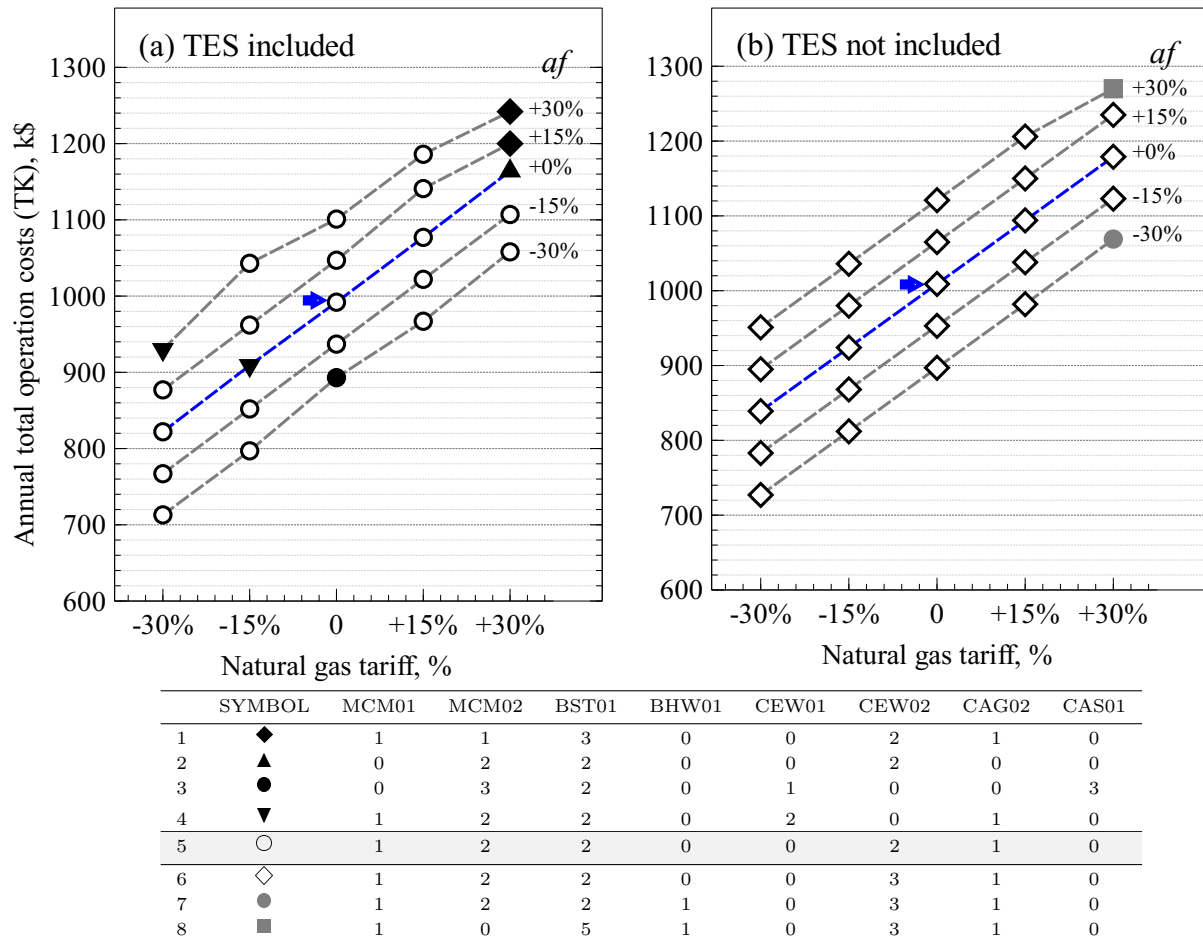 (a) TES included
af
1300
1200
1100
1000
900
800
700
600
+30%
+15%
+0%
-15%
-30%
-30%
-15%
0
+15%
+30%
Natural gas tariff, %
Annual total operation costs (TK), k$
(b) TES not included
af
1300
1200
1100
1000
900
800
700
600
+30%
+15%
+0%
-15%
-30%
-30%
-15%
0
+15%
+30%
Natural gas tariff, %
SYMBOL MCM01 MCM02 BST01 BHW01 CEW01 CEW02 CAG02 CAS01
1 ◆ 1 1 3 0 0 2 1 0
2 ▲ 0 2 2 0 0 2 0 0
3 ● 0 3 2 0 1 0 0 3
4 ▼ 1 2 2 0 2 0 1 0
5 ○ 1 2 2 0 0 2 1 0
6 ◇ 1 2 2 0 0 3 1 0
7 ● 1 2 2 1 0 3 1 0
8 ■ 1 0 5 1 0 3 1 0